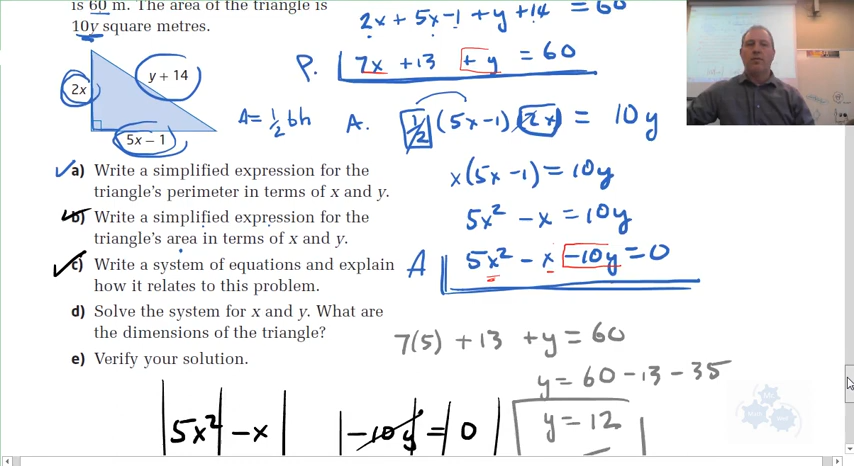 is 60 m. The area of the triangle is
10y square metres.
2x + 5x - 1 + y + 14 = 60
P. 7x + 13 + y = 60
2x
y + 14
5x − 1
A = 1/2 bh
A. 1/2 (5x - 1) 2x = 10y
x(5x - 1) = 10y
5x² - x = 10y
A 5x² - x - 10y = 0
a) Write a simplified expression for the
triangle's perimeter in terms of x and y.
b) Write a simplified expression for the
triangle's area in terms of x and y.
c) Write a system of equations and explain
how it relates to this problem.
d) Solve the system for x and y. What are
the dimensions of the triangle?
e) Verify your solution.
7(5) + 13 + y = 60
y = 60 - 13 - 35
y = 12
5x² - x - 10y = 0